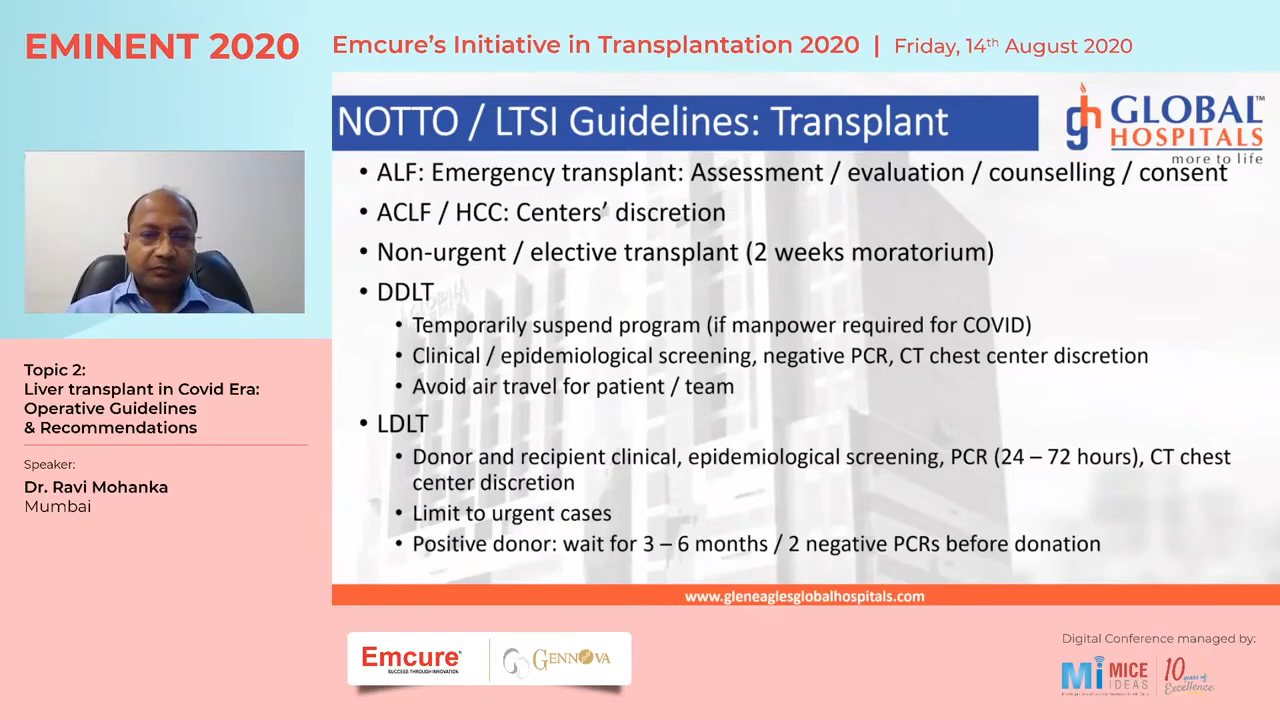 EMINENT 2020
Emcure's Initiative in Transplantation 2020 | Friday, 14th August 2020
NOTTO / LTSI Guidelines: Transplant
gh GLOBAL™
HOSPITALS
more to life
• ALF: Emergency transplant: Assessment / evaluation / counselling / consent
• ACLF / HCC: Centers' discretion
• Non-urgent / elective transplant (2 weeks moratorium)
• DDLT
• Temporarily suspend program (if manpower required for COVID)
• Clinical / epidemiological screening, negative PCR, CT chest center discretion
• Avoid air travel for patient / team
• LDLT
• Donor and recipient clinical, epidemiological screening, PCR (24 – 72 hours), CT chest
center discretion
• Limit to urgent cases
• Positive donor: wait for 3 – 6 months / 2 negative PCRs before donation
www.gleneaglesglobalhospitals.com
Topic 2:
Liver transplant in Covid Era:
Operative Guidelines
& Recommendations
Speaker:
Dr. Ravi Mohanka
Mumbai
Emcure®
SUCCESS THROUGH INNOVATION
GENNOVA
Digital Conference managed by:
Mi MICE
IDEAS
10 years of
Excellence